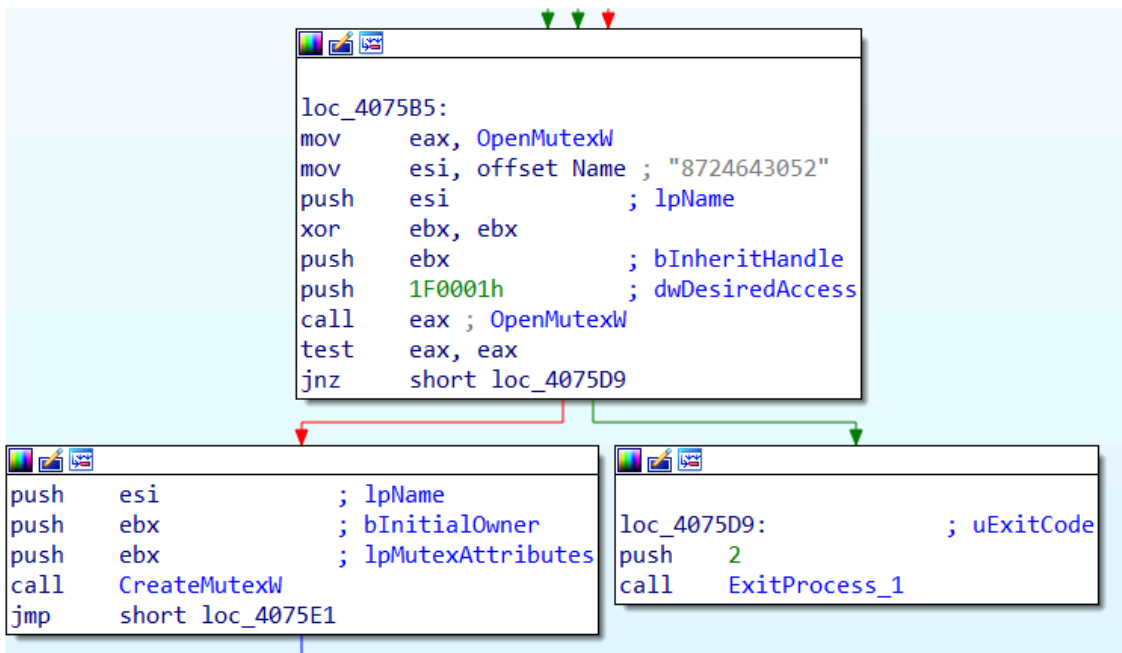 loc_4075B5:
mov eax, OpenMutexW
mov esi, offset Name ; "8724643052"
push esi ; lpName
xor ebx, ebx
push ebx ; bInheritHandle
push 1F0001h ; dwDesiredAccess
call eax ; OpenMutexW
test eax, eax
jnz short loc_4075D9
push esi ; lpName
push ebx ; bInitialOwner
push ebx ; lpMutexAttributes
call CreateMutexW
jmp short loc_4075E1
loc_4075D9: ; uExitCode
push 2
call ExitProcess_1